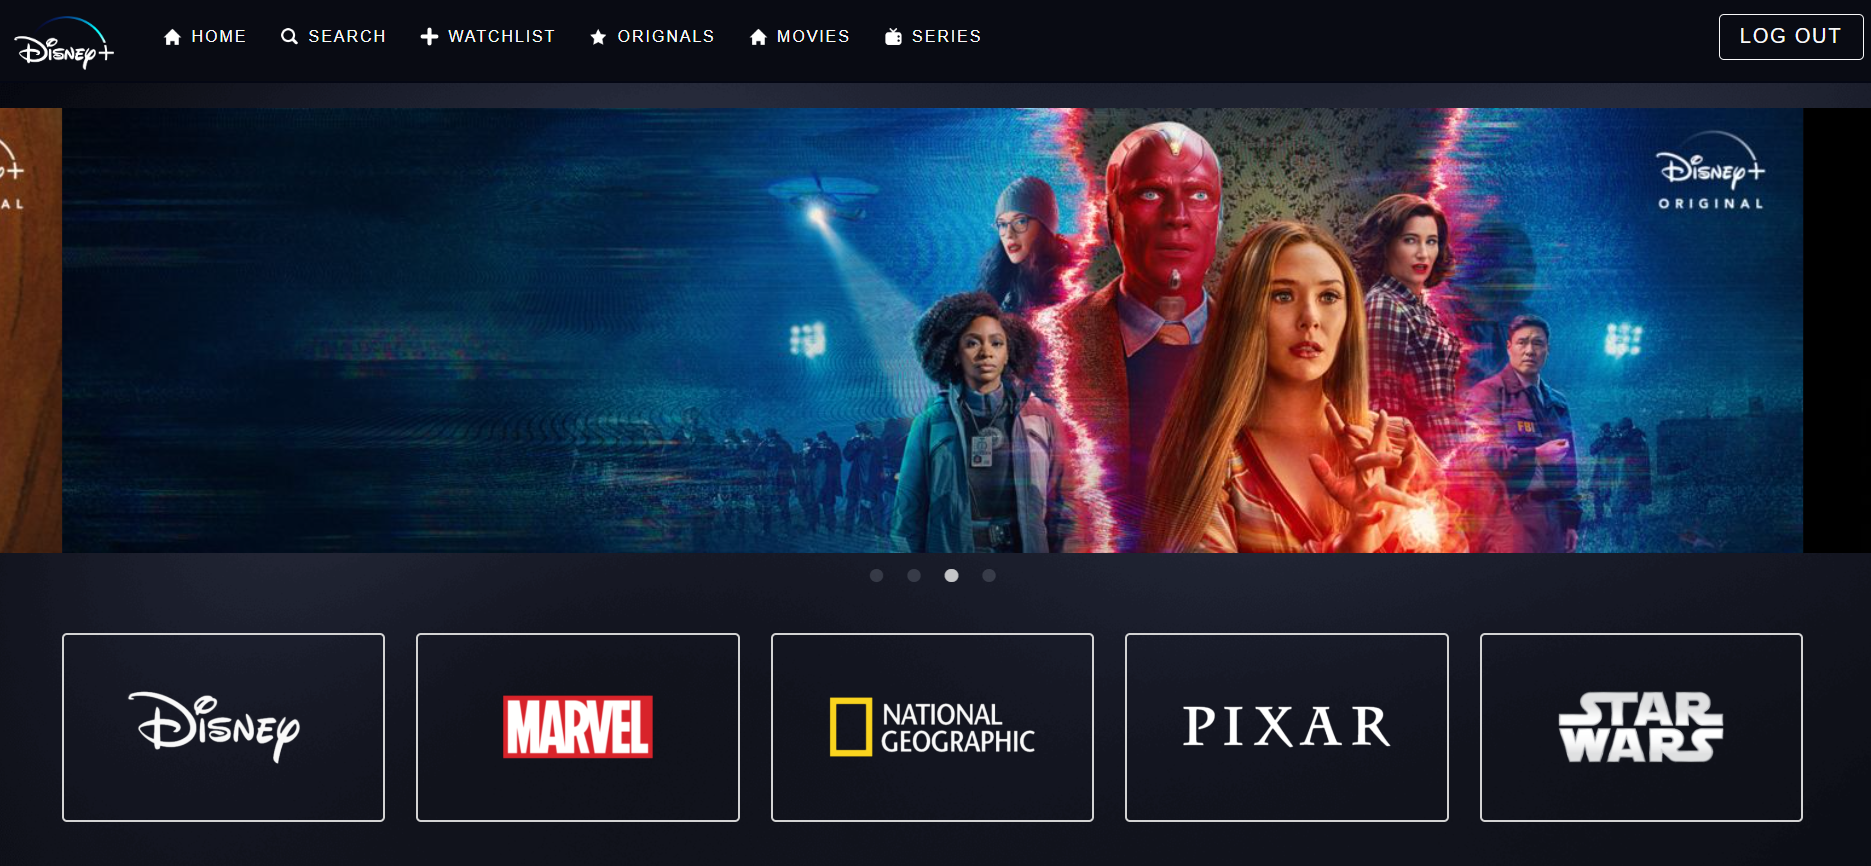 Disney+
HOME
SEARCH
WATCHLIST
ORIGNALS
MOVIES
SERIES
LOG OUT
Disney+
ORIGINAL
FBI
Disney
MARVEL
NATIONAL
GEOGRAPHIC
PIXAR
STAR
WARS